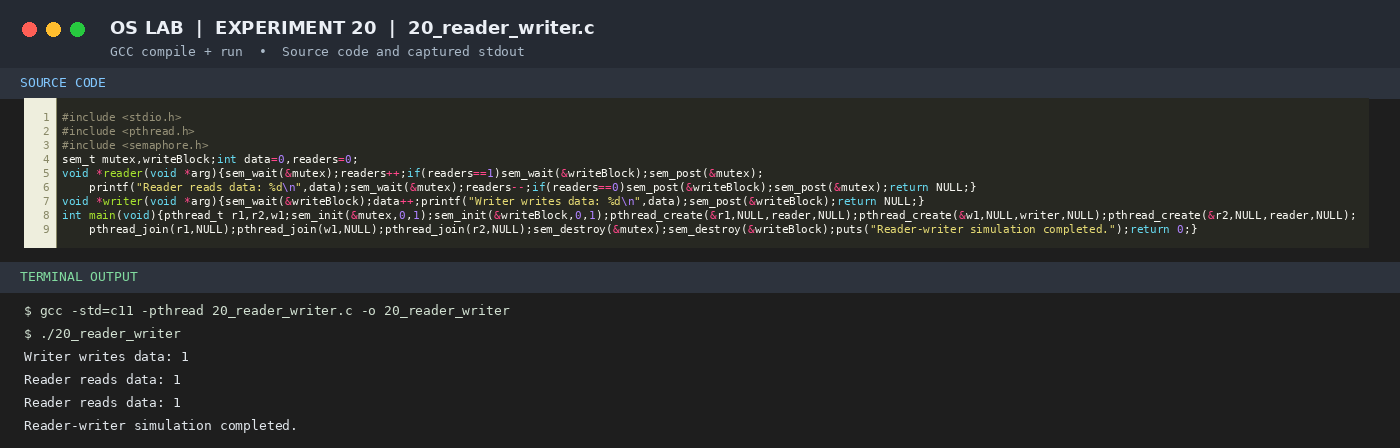 OS LAB | EXPERIMENT 20 | 20_reader_writer.c
GCC compile + run • Source code and captured stdout
SOURCE CODE
1 #include <stdio.h>
2 #include <pthread.h>
3 #include <semaphore.h>
4 sem_t mutex,writeBlock;int data=0,readers=0;
5 void *reader(void *arg){sem_wait(&mutex);readers++;if(readers==1)sem_wait(&writeBlock);sem_post(&mutex);
6     printf("Reader reads data: %d\n",data);sem_wait(&mutex);readers--;if(readers==0)sem_post(&writeBlock);sem_post(&mutex);return NULL;}
7 void *writer(void *arg){sem_wait(&writeBlock);data++;printf("Writer writes data: %d\n",data);sem_post(&writeBlock);return NULL;}
8 int main(void){pthread_t r1,r2,w1;sem_init(&mutex,0,1);sem_init(&writeBlock,0,1);pthread_create(&r1,NULL,reader,NULL);pthread_create(&w1,NULL,writer,NULL);pthread_create(&r2,NULL,reader,NULL);
9     pthread_join(r1,NULL);pthread_join(w1,NULL);pthread_join(r2,NULL);sem_destroy(&mutex);sem_destroy(&writeBlock);puts("Reader-writer simulation completed.");return 0;}
TERMINAL OUTPUT
$ gcc -std=c11 -pthread 20_reader_writer.c -o 20_reader_writer
$ ./20_reader_writer
Writer writes data: 1
Reader reads data: 1
Reader reads data: 1
Reader-writer simulation completed.